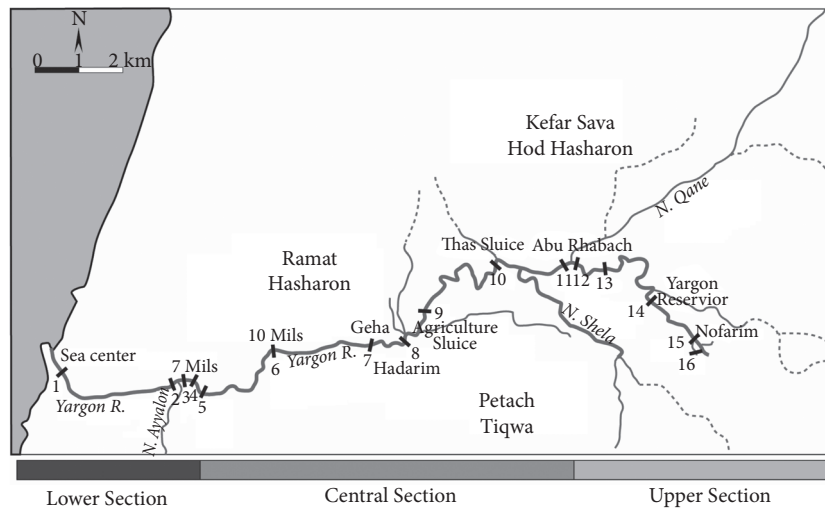 N
0 1 2 km
Kefar Sava
Hod Hasharon
N. Qane
Thas Sluice
Abu Rhabach
Ramat
Hasharon
10
11
12
13
Yargon
Reservior
14
9
Geha
Agriculture
Sluice
N. Shela
Nofarim
10 Mils
Yargon R.
15
16
6
7
8
Hadarim
Sea center
7 Mils
1
Yargon R.
2
3
4
5
N. Ayyalon
Petach
Tiqwa
Lower Section
Central Section
Upper Section